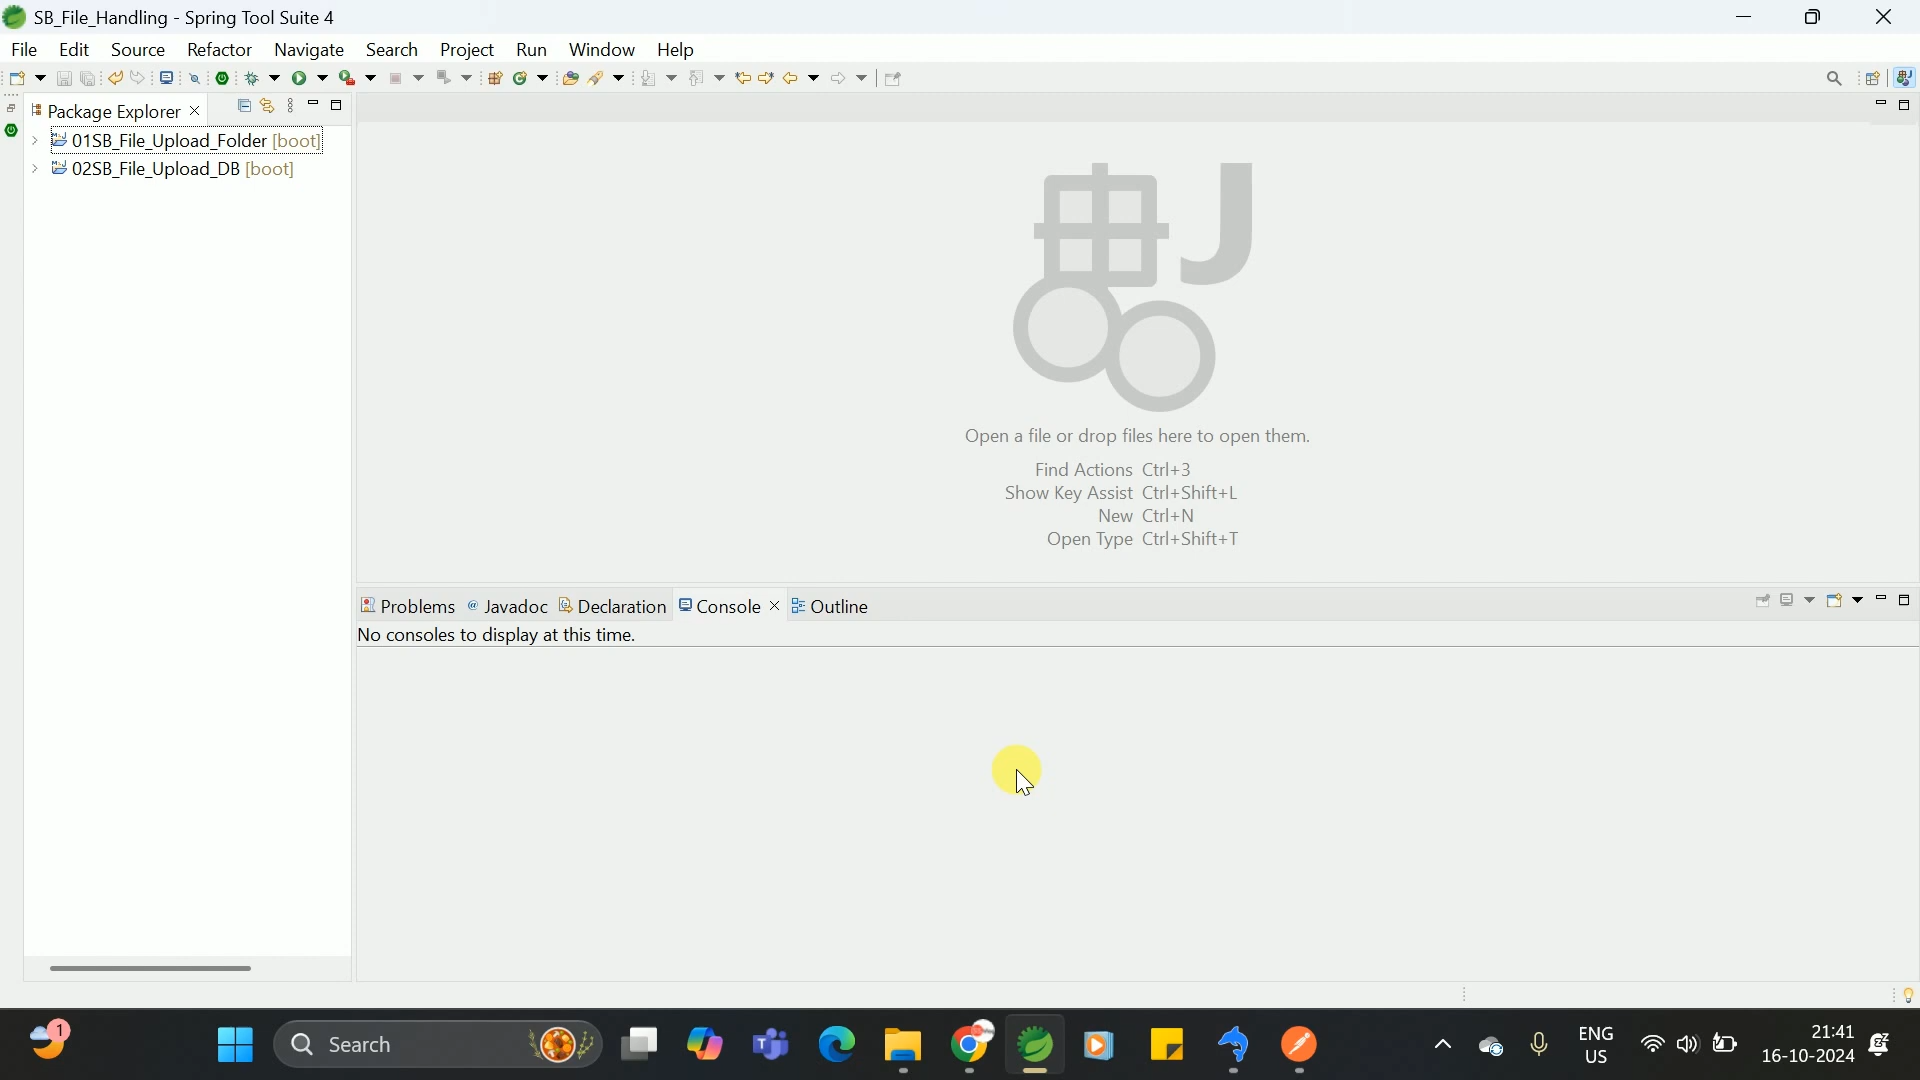 SB_File_Handling - Spring Tool Suite 4
File Edit Source Refactor Navigate Search Project Run Window Help
Package Explorer
01SB_File_Upload_Folder [boot]
02SB_File_Upload_DB [boot]
J
Open a file or drop files here to open them.
Find Actions Ctrl+3
Show Key Assist Ctrl+Shift+L
New Ctrl+N
Open Type Ctrl+Shift+T
Problems @ Javadoc Declaration Console Outline
No consoles to display at this time.
1
Search
ENG
US
21:41
16-10-2024